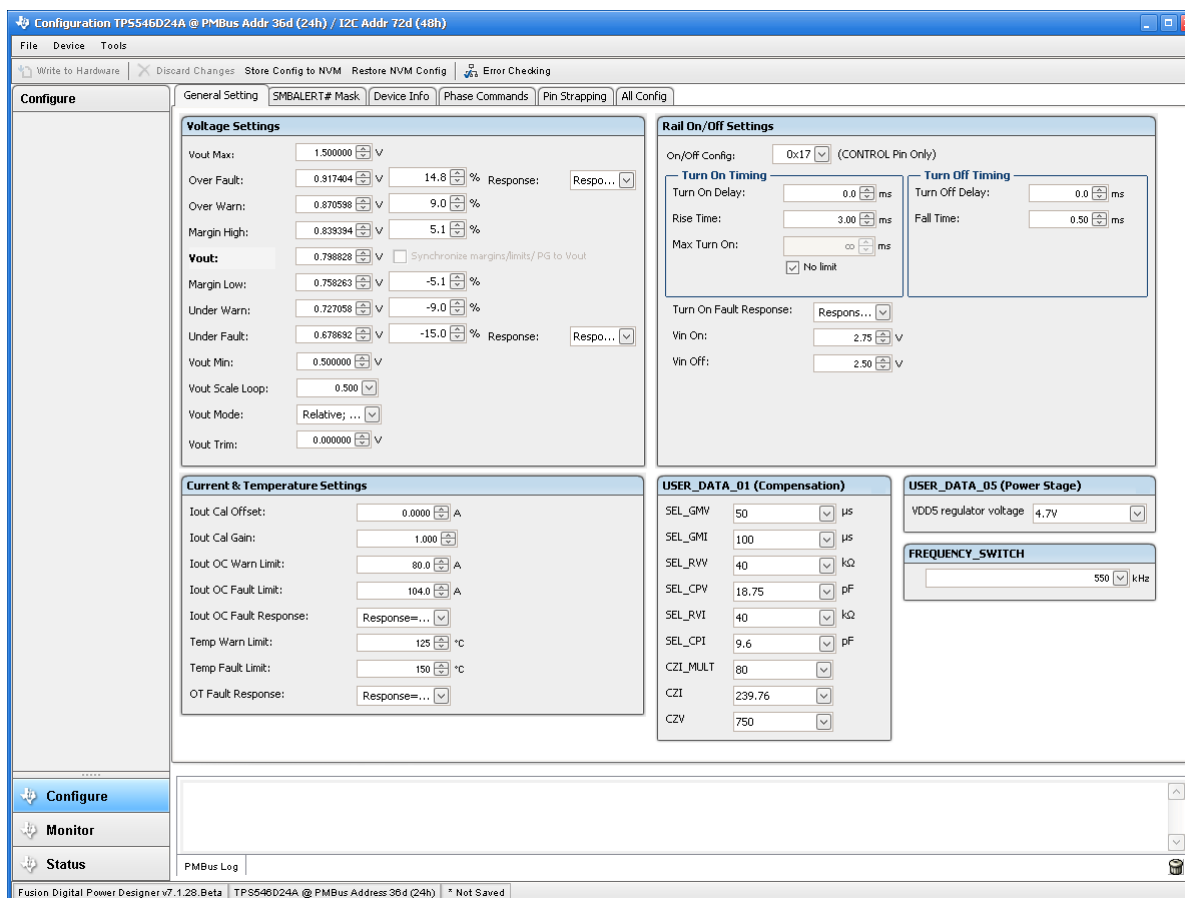 Configuration TPS546D24A @ PMBus Addr 36d (24h) / I2C Addr 72d (48h)
File Device Tools
Write to Hardware Discard Changes Store Config to NVM Restore NVM Config Error Checking
Configure
General Setting SMBALERT# Mask Device Info Phase Commands Pin Strapping All Config
Voltage Settings
Vout Max: 1.500000 V
Over Fault: 0.917404 V 14.8 % Response: Respo...
Over Warn: 0.870598 V 9.0 %
Margin High: 0.839394 V 5.1 %
Vout: 0.798828 V Synchronize margins/limits/ PG to Vout
Margin Low: 0.758263 V -5.1 %
Under Warn: 0.727058 V -9.0 %
Under Fault: 0.678692 V -15.0 % Response: Respo...
Vout Min: 0.500000 V
Vout Scale Loop: 0.500
Vout Mode: Relative; ...
Vout Trim: 0.000000 V
Rail On/Off Settings
On/Off Config: 0x17 (CONTROL Pin Only)
Turn On Timing
Turn On Delay: 0.0 ms
Rise Time: 3.00 ms
Max Turn On: ∞ ms
No limit
Turn Off Timing
Turn Off Delay: 0.0 ms
Fall Time: 0.50 ms
Turn On Fault Response: Respons...
Vin On: 2.75 V
Vin Off: 2.50 V
Current & Temperature Settings
Iout Cal Offset: 0.0000 A
Iout Cal Gain: 1.000
Iout OC Warn Limit: 80.0 A
Iout OC Fault Limit: 104.0 A
Iout OC Fault Response: Response=...
Temp Warn Limit: 125 °C
Temp Fault Limit: 150 °C
OT Fault Response: Response=...
USER_DATA_01 (Compensation)
SEL_GMV 50 µs
SEL_GMI 100 µs
SEL_RVV 40 kΩ
SEL_CPV 18.75 pF
SEL_RVI 40 kΩ
SEL_CPI 9.6 pF
CZI_MULT 80
CZI 239.76
CZV 750
USER_DATA_05 (Power Stage)
VDD5 regulator voltage 4.7V
FREQUENCY_SWITCH
550 kHz
Configure
Monitor
Status
PMBus Log
Fusion Digital Power Designer v7.1.28.Beta TPS546D24A @ PMBus Address 36d (24h) * Not Saved